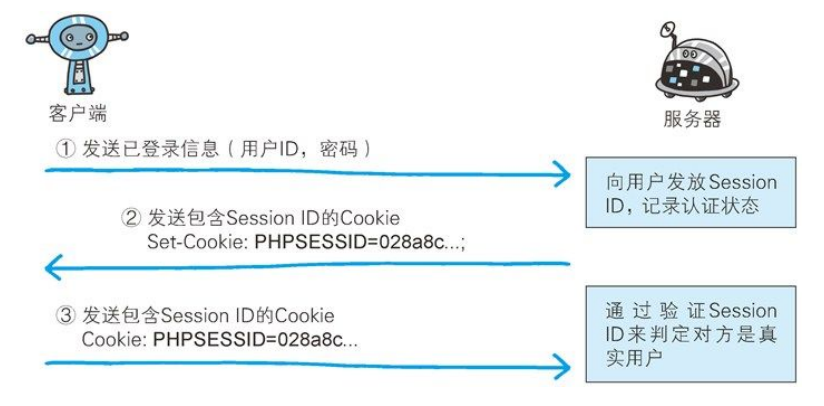 客户端
服务器
① 发送已登录信息（用户ID，密码）
向用户发放Session
ID，记录认证状态
② 发送包含Session ID的Cookie
Set-Cookie: PHPSESSID=028a8c...;
③ 发送包含Session ID的Cookie
Cookie: PHPSESSID=028a8c...
通过验证Session
ID来判定对方是真
实用户